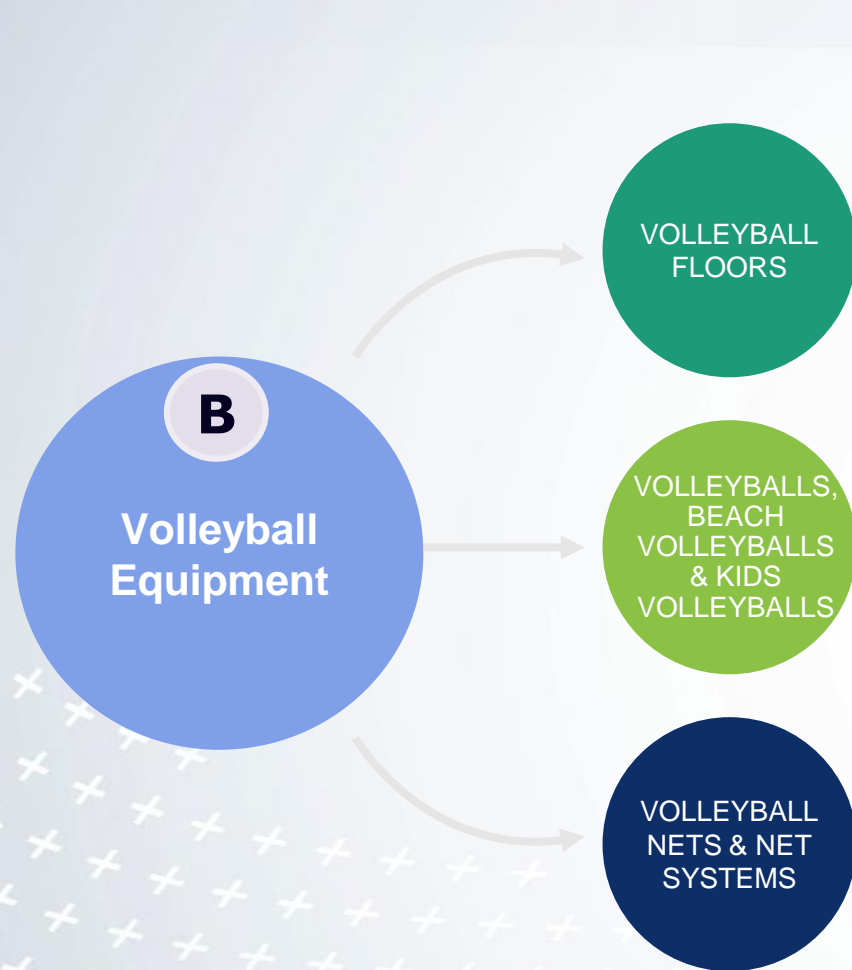 B
Volleyball
Equipment
VOLLEYBALL
FLOORS
VOLLEYBALLS,
BEACH
VOLLEYBALLS
& KIDS
VOLLEYBALLS
VOLLEYBALL
NETS & NET
SYSTEMS